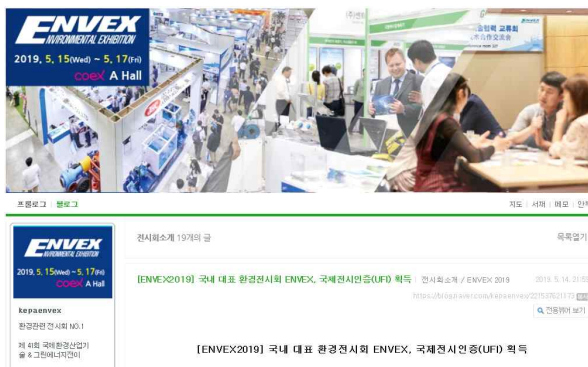 ENVEX
ENVIRONMENTAL EXHIBITION
2019. 5. 15(Wed) ~ 5. 17(Fri)
coex A Hall
프롤로그 블로그
지도 서재 메모
전시회소개 19개의 글
목록열기
[ENVEX2019] 국내 대표 환경전시회 ENVEX, 국제전시인증(UFI) 획득 전시회소개 / ENVEX 2019
2019. 5. 14.
전용뷰어 보기
ENVEX
ENVIRONMENTAL EXHIBITION
2019. 5. 15(Wed) ~ 5. 17(Fri)
coex A Hall
kepaenvex
환경관련 전시회 NO.1
제 41회 국제환경산업기
술 & 그린에너지전이
[ENVEX2019] 국내 대표 환경전시회 ENVEX, 국제전시인증(UFI) 획득